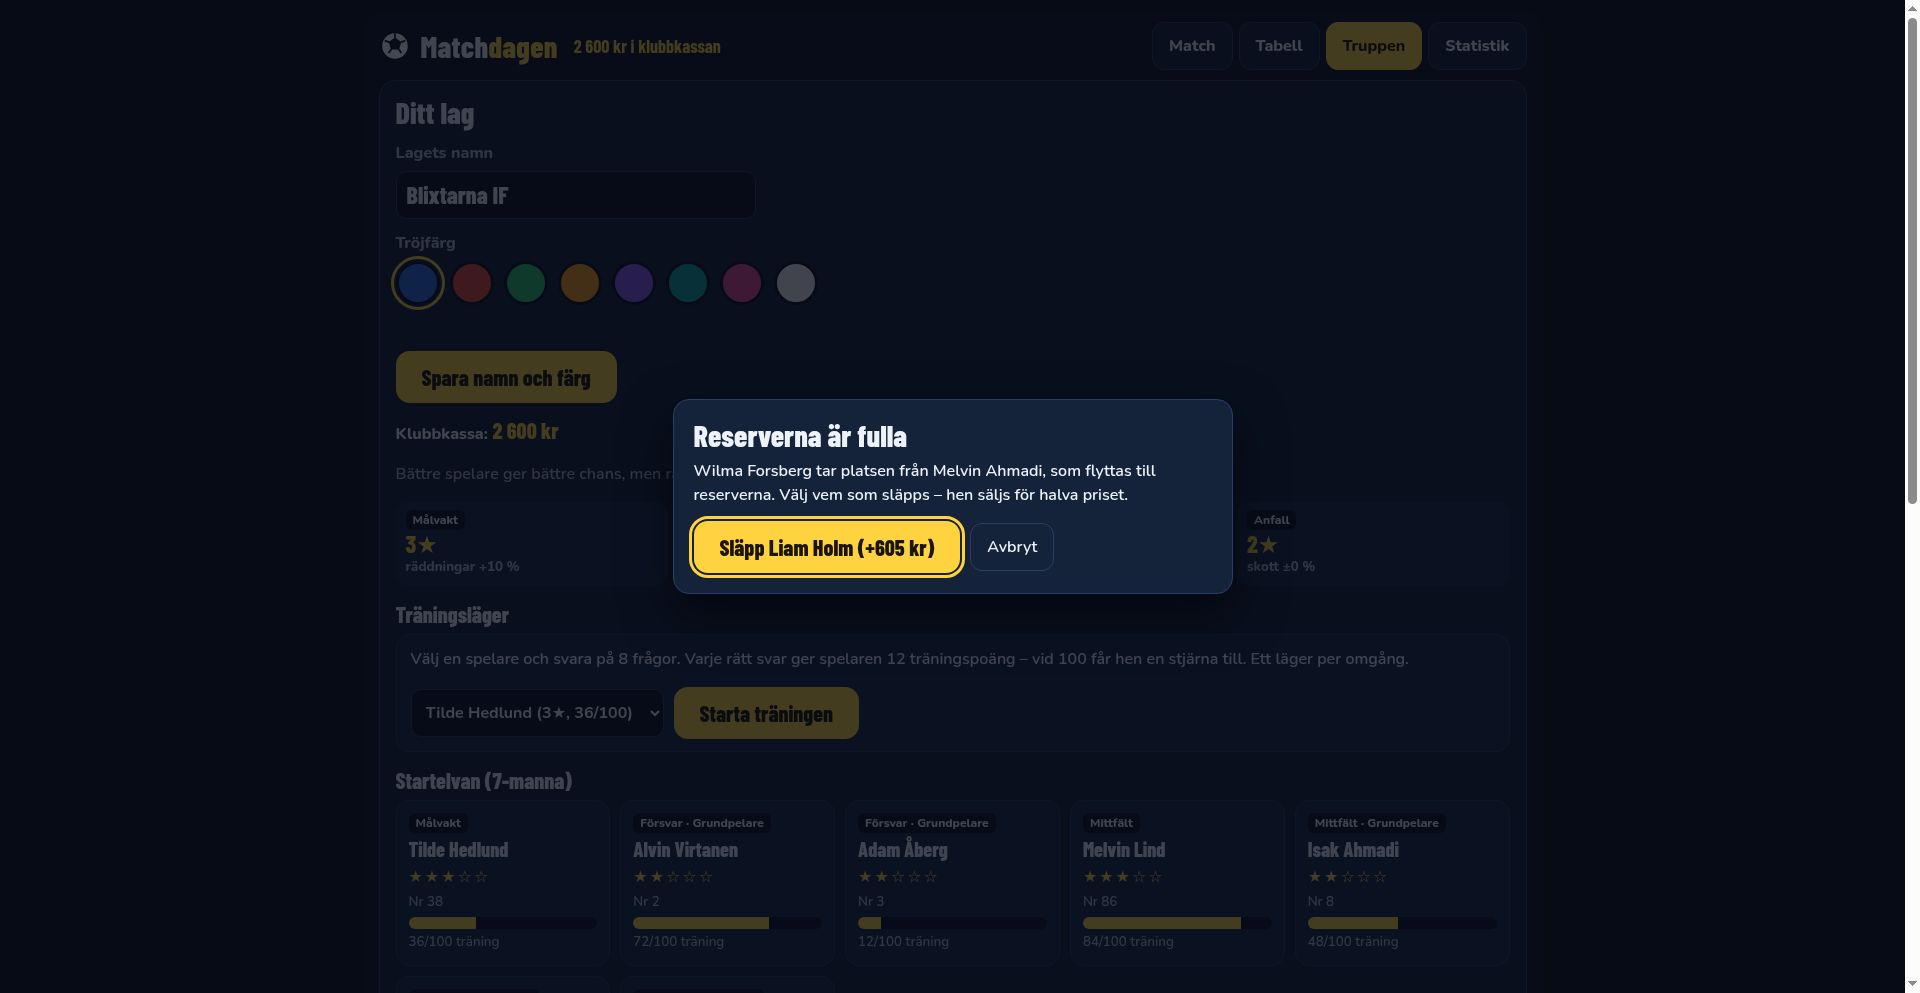 Matchdagen 2 600 kr i klubbkassan
Match Tabell Truppen Statistik
Ditt lag
Lagets namn
Blixtarna IF
Tröjfärg
Spara namn och färg
Klubbkassa: 2 600 kr
Bättre spelare ger bättre chans, men
Reserverna är fulla
Wilma Forsberg tar platsen från Melvin Ahmadi, som flyttas till
reserverna. Välj vem som släpps – hen säljs för halva priset.
Släpp Liam Holm (+605 kr) Avbryt
Målvakt
3★
räddningar +10 %
Anfall
2★
skott ±0 %
Träningsläger
Välj en spelare och svara på 8 frågor. Varje rätt svar ger spelaren 12 träningspoäng – vid 100 får hen en stjärna till. Ett läger per omgång.
Tilde Hedlund (3★, 36/100) Starta träningen
Startelvan (7-manna)
Målvakt
Tilde Hedlund
★★★☆☆
Nr 38
36/100 träning
Försvar · Grundpelare
Alvin Virtanen
★★☆☆☆
Nr 2
72/100 träning
Försvar · Grundpelare
Adam Åberg
★★☆☆☆
Nr 3
12/100 träning
Mittfält
Melvin Lind
★★★☆☆
Nr 86
84/100 träning
Mittfält · Grundpelare
Isak Ahmadi
★★☆☆☆
Nr 8
48/100 träning